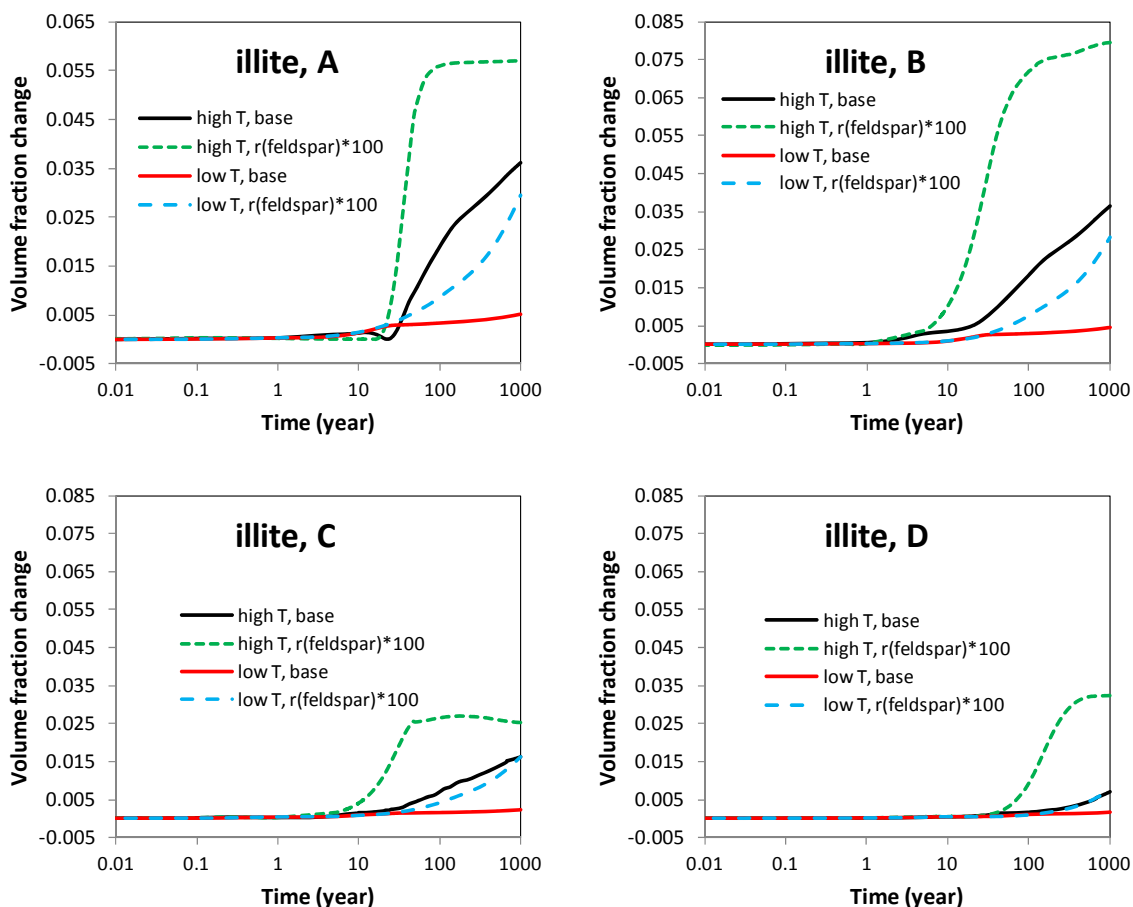 illite, A
Volume fraction change
0.065
0.055
0.045
0.035
0.025
0.015
0.005
-0.005
high T, base
high T, r(feldspar)*100
low T, base
low T, r(feldspar)*100
0.01 0.1 1 10 100 1000
Time (year)
illite, B
Volume fraction change
0.085
0.075
0.065
0.055
0.045
0.035
0.025
0.015
0.005
-0.005
high T, base
high T, r(feldspar)*100
low T, base
low T, r(feldspar)*100
0.01 0.1 1 10 100 1000
Time (year)
illite, C
Volume fraction change
0.085
0.075
0.065
0.055
0.045
0.035
0.025
0.015
0.005
-0.005
high T, base
high T, r(feldspar)*100
low T, base
low T, r(feldspar)*100
0.01 0.1 1 10 100 1000
Time (year)
illite, D
Volume fraction change
0.085
0.075
0.065
0.055
0.045
0.035
0.025
0.015
0.005
-0.005
high T, base
high T, r(feldspar)*100
low T, base
low T, r(feldspar)*100
0.01 0.1 1 10 100 1000
Time (year)